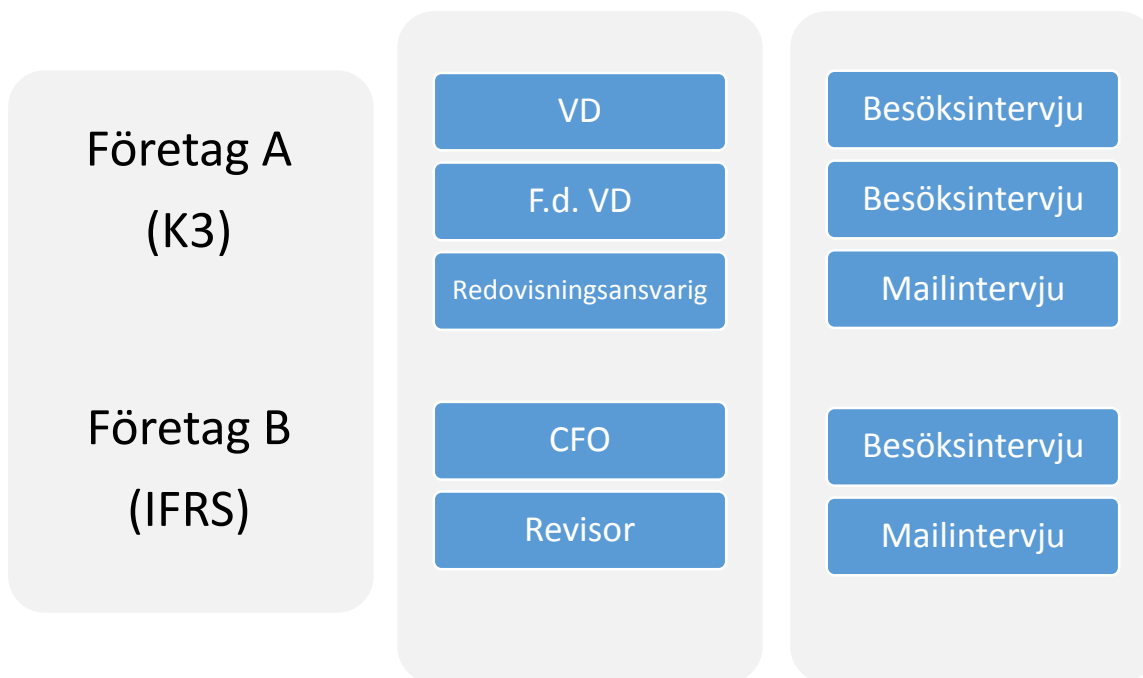 Företag A
(K3)
VD
Besöksintervju
F.d. VD
Besöksintervju
Redovisningsansvarig
Mailintervju
Företag B
(IFRS)
CFO
Besöksintervju
Revisor
Mailintervju